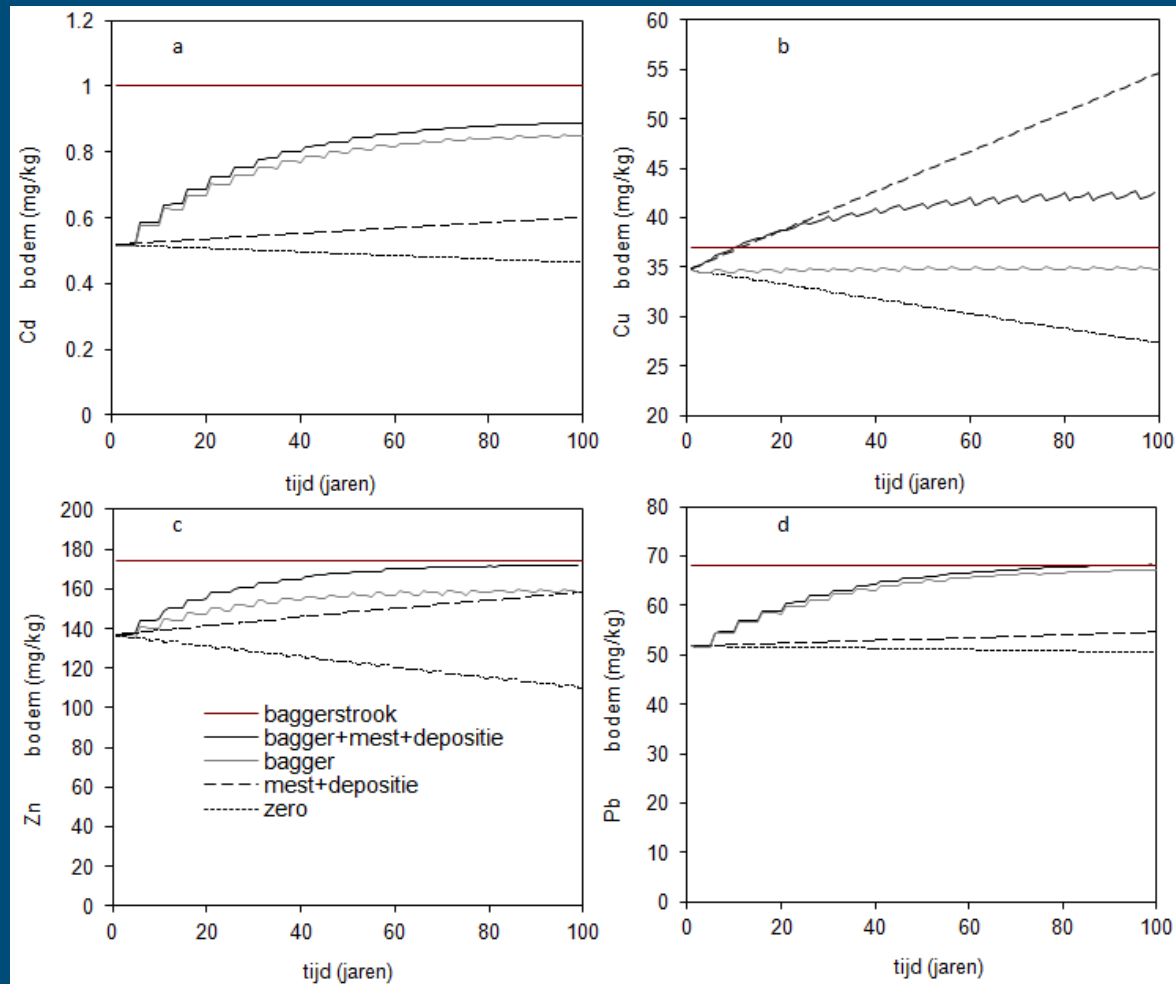 a
1.2
1
0.8
0.6
0.4
0.2
0
Cd bodem (mg/kg)
0 20 40 60 80 100
tijd (jaren)
b
60
55
50
45
40
35
30
25
20
Cu bodem (mg/kg)
0 20 40 60 80 100
tijd (jaren)
c
200
180
160
140
120
100
80
60
40
20
0
Zn bodem (mg/kg)
baggerstrook
bagger+mest+depositie
bagger
mest+depositie
zero
0 20 40 60 80 100
tijd (jaren)
d
80
70
60
50
40
30
20
10
0
Pb bodem (mg/kg)
0 20 40 60 80 100
tijd (jaren)